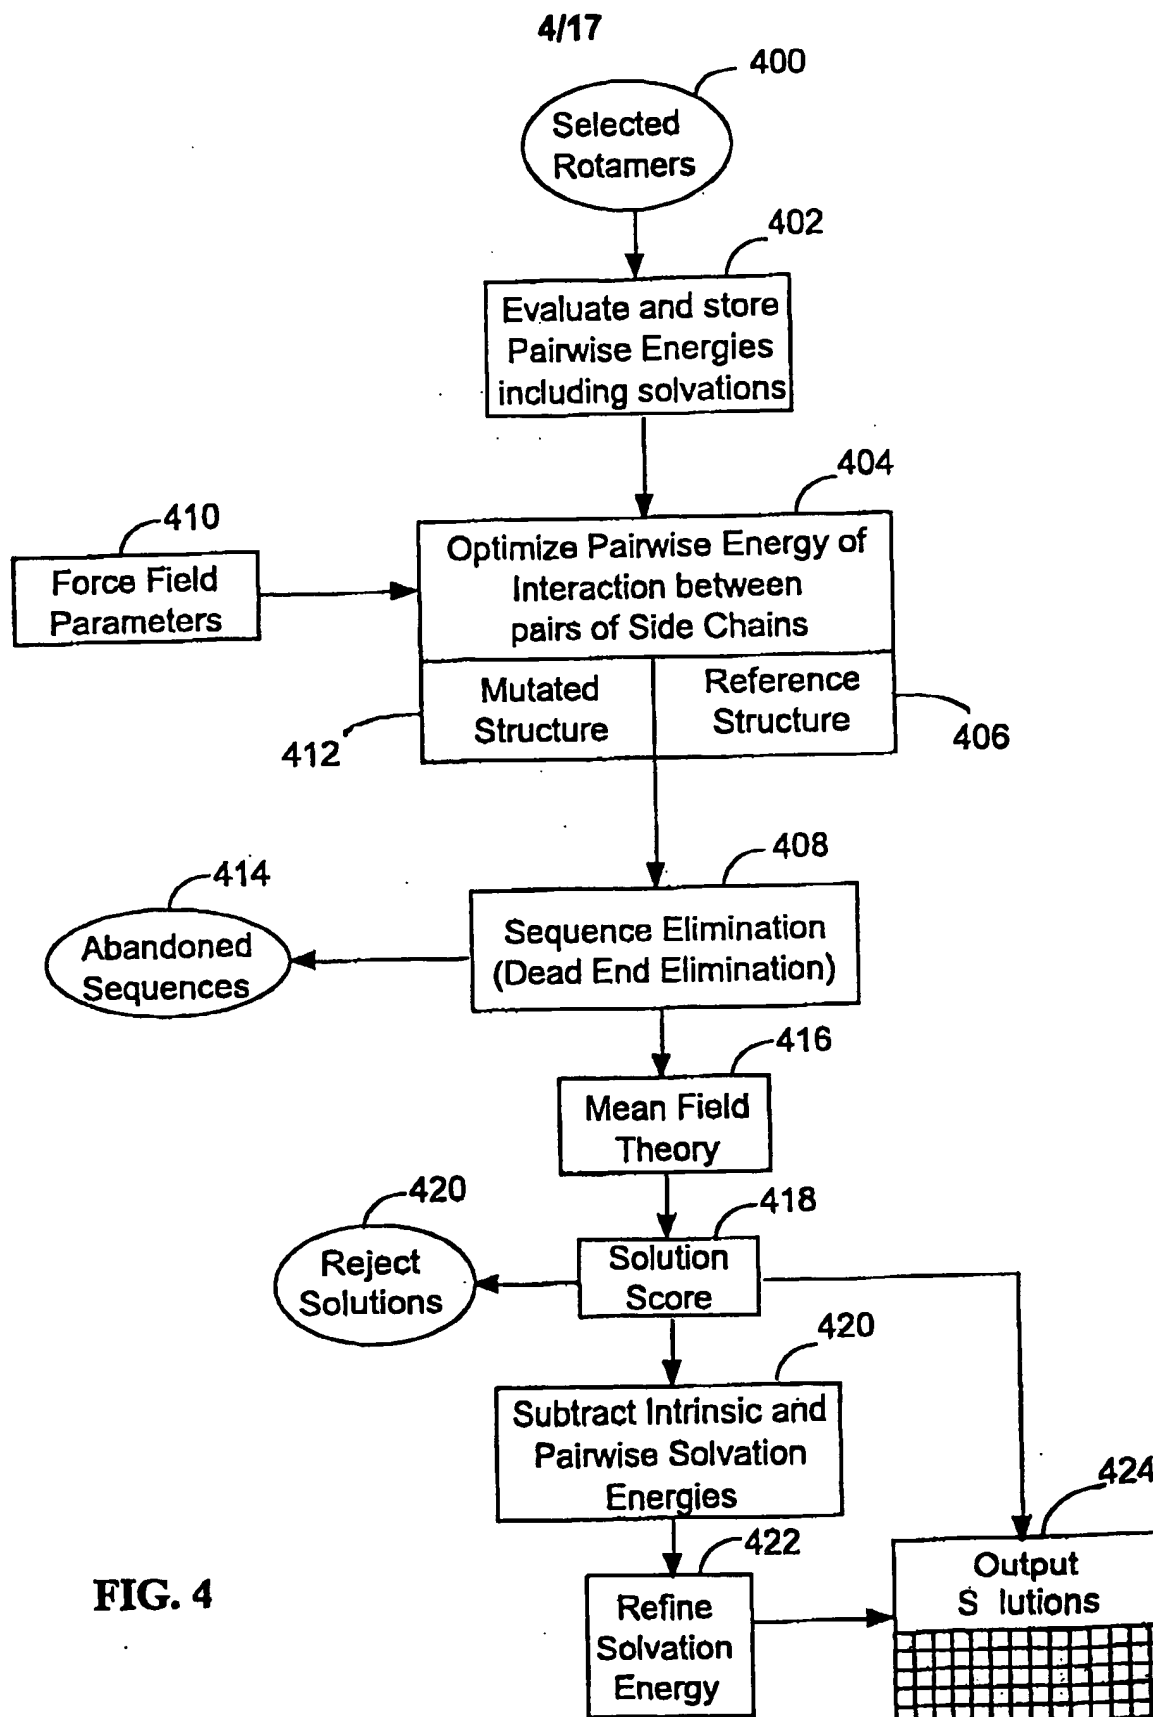 4/17
400
Selected
Rotamers
402
Evaluate and store
Pairwise Energies
including solvations
404
410
Force Field
Parameters
Optimize Pairwise Energy of
Interaction between
pairs of Side Chains
Mutated
Structure
Reference
Structure
412
406
408
414
Abandoned
Sequences
Sequence Elimination
(Dead End Elimination)
416
Mean Field
Theory
420
418
Reject
Solutions
Solution
Score
420
Subtract Intrinsic and
Pairwise Solvation
Energies
424
422
Output
S lutions
Refine
Solvation
Energy
FIG. 4